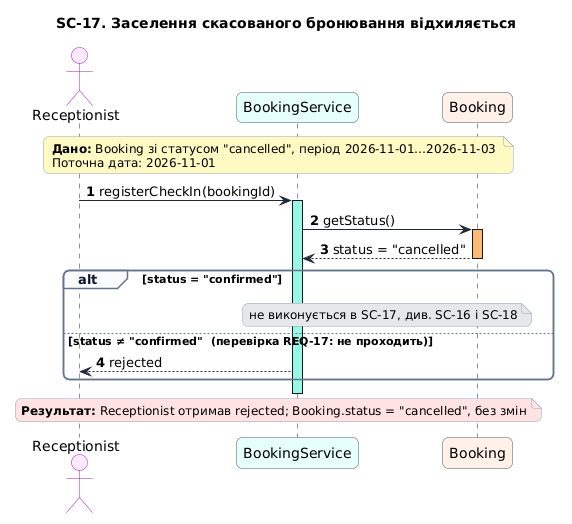 SC-17. Заселення скасованого бронювання відхиляється
Receptionist
BookingService
Booking
Дано: Booking зі статусом "cancelled", період 2026-11-01...2026-11-03
Поточна дата: 2026-11-01
1 registerCheckIn(bookingId)
2 getStatus()
3 status = "cancelled"
alt [status = "confirmed"]
не виконується в SC-17, див. SC-16 і SC-18
[status ≠ "confirmed" (перевірка REQ-17: не проходить)]
4 rejected
Результат: Receptionist отримав rejected; Booking.status = "cancelled", без змін
Receptionist
BookingService
Booking